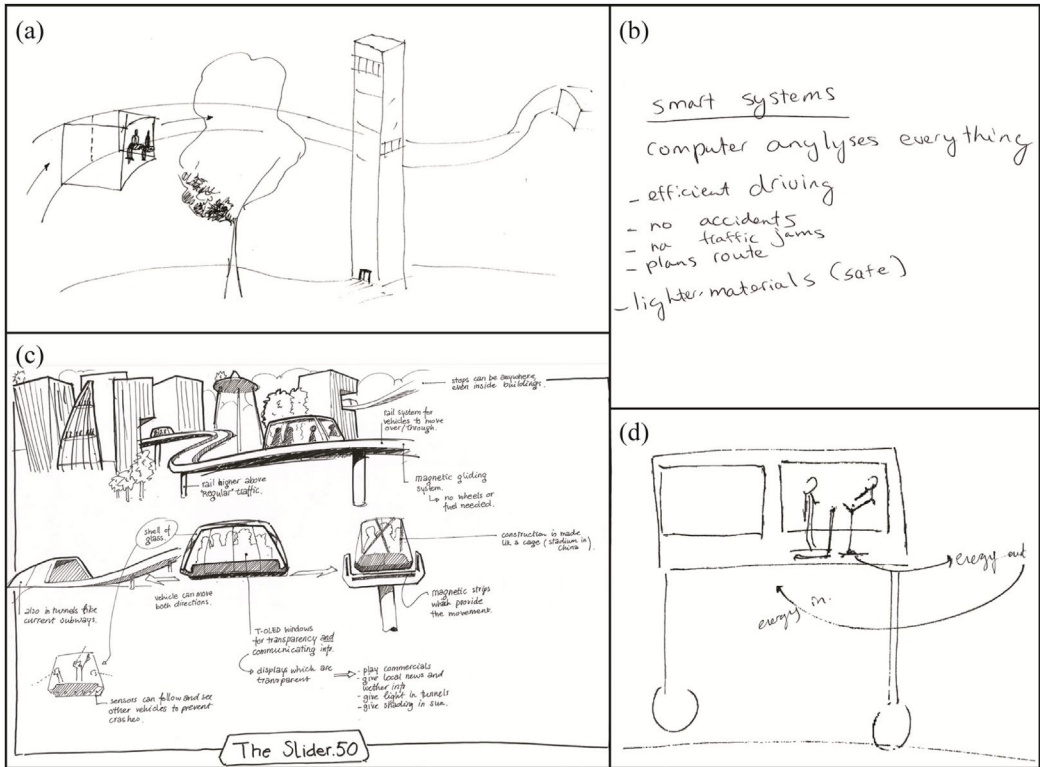 (a)
(b)
smart systems
computer anylyses everything
- efficient driving
- no accidents
- no traffic jams
- plans route
- lighter materials (safe)
(c)
stops can be anywhere
even inside buildings.
rail system for
vehicles to move
over/through.
rail higher above
"regular" traffic.
magnetic gliding
system.
↳ no wheels or
fuel needed.
shell of
glass.
construction is made
like a cage (stadium in
China).
also in tunnels like
current subways.
vehicle can move
both directions.
magnetic strips
which provide
the movement.
T-OLED windows
for transparency and
communicating info.
displays which are
transparent
- play commercials
- give local news and
wether info
- give light in tunnels
- give shading in sun.
sensors can follow and see
other vehicles to prevent
crashes.
The Slider.50
(d)
energy out
energy in